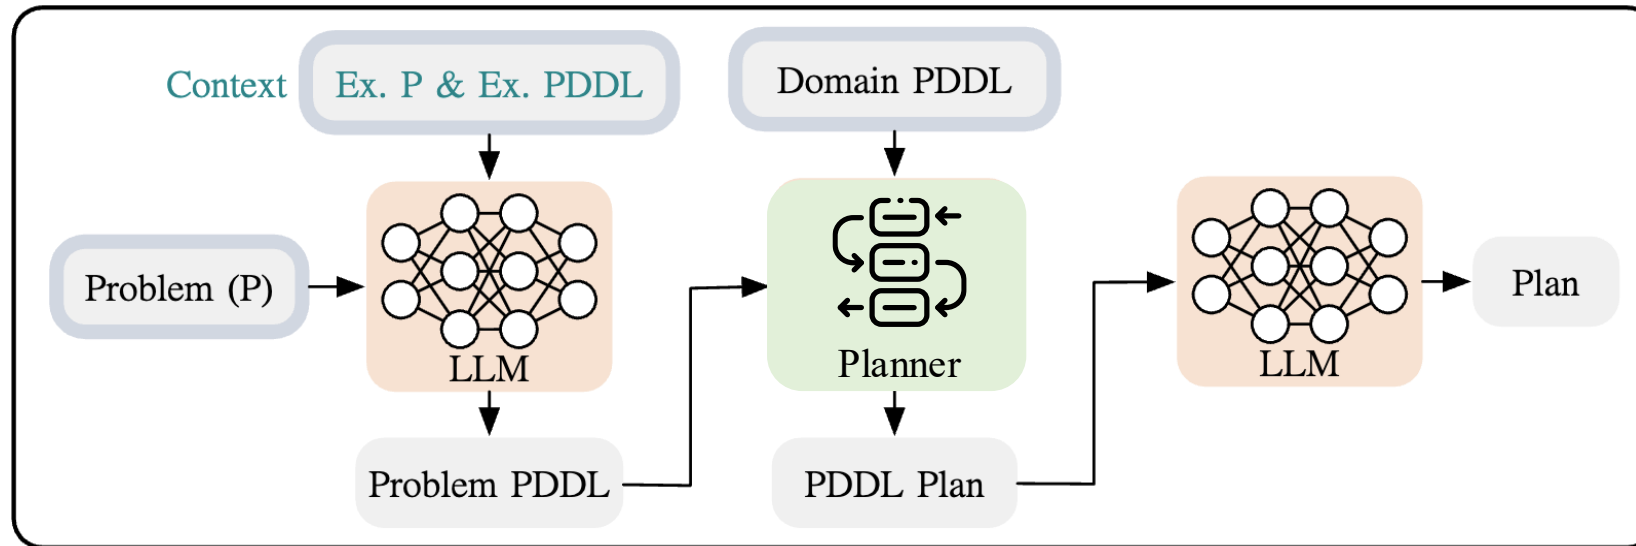 Context
Ex. P & Ex. PDDL
Domain PDDL
Problem (P)
LLM
Planner
LLM
Plan
Problem PDDL
PDDL Plan